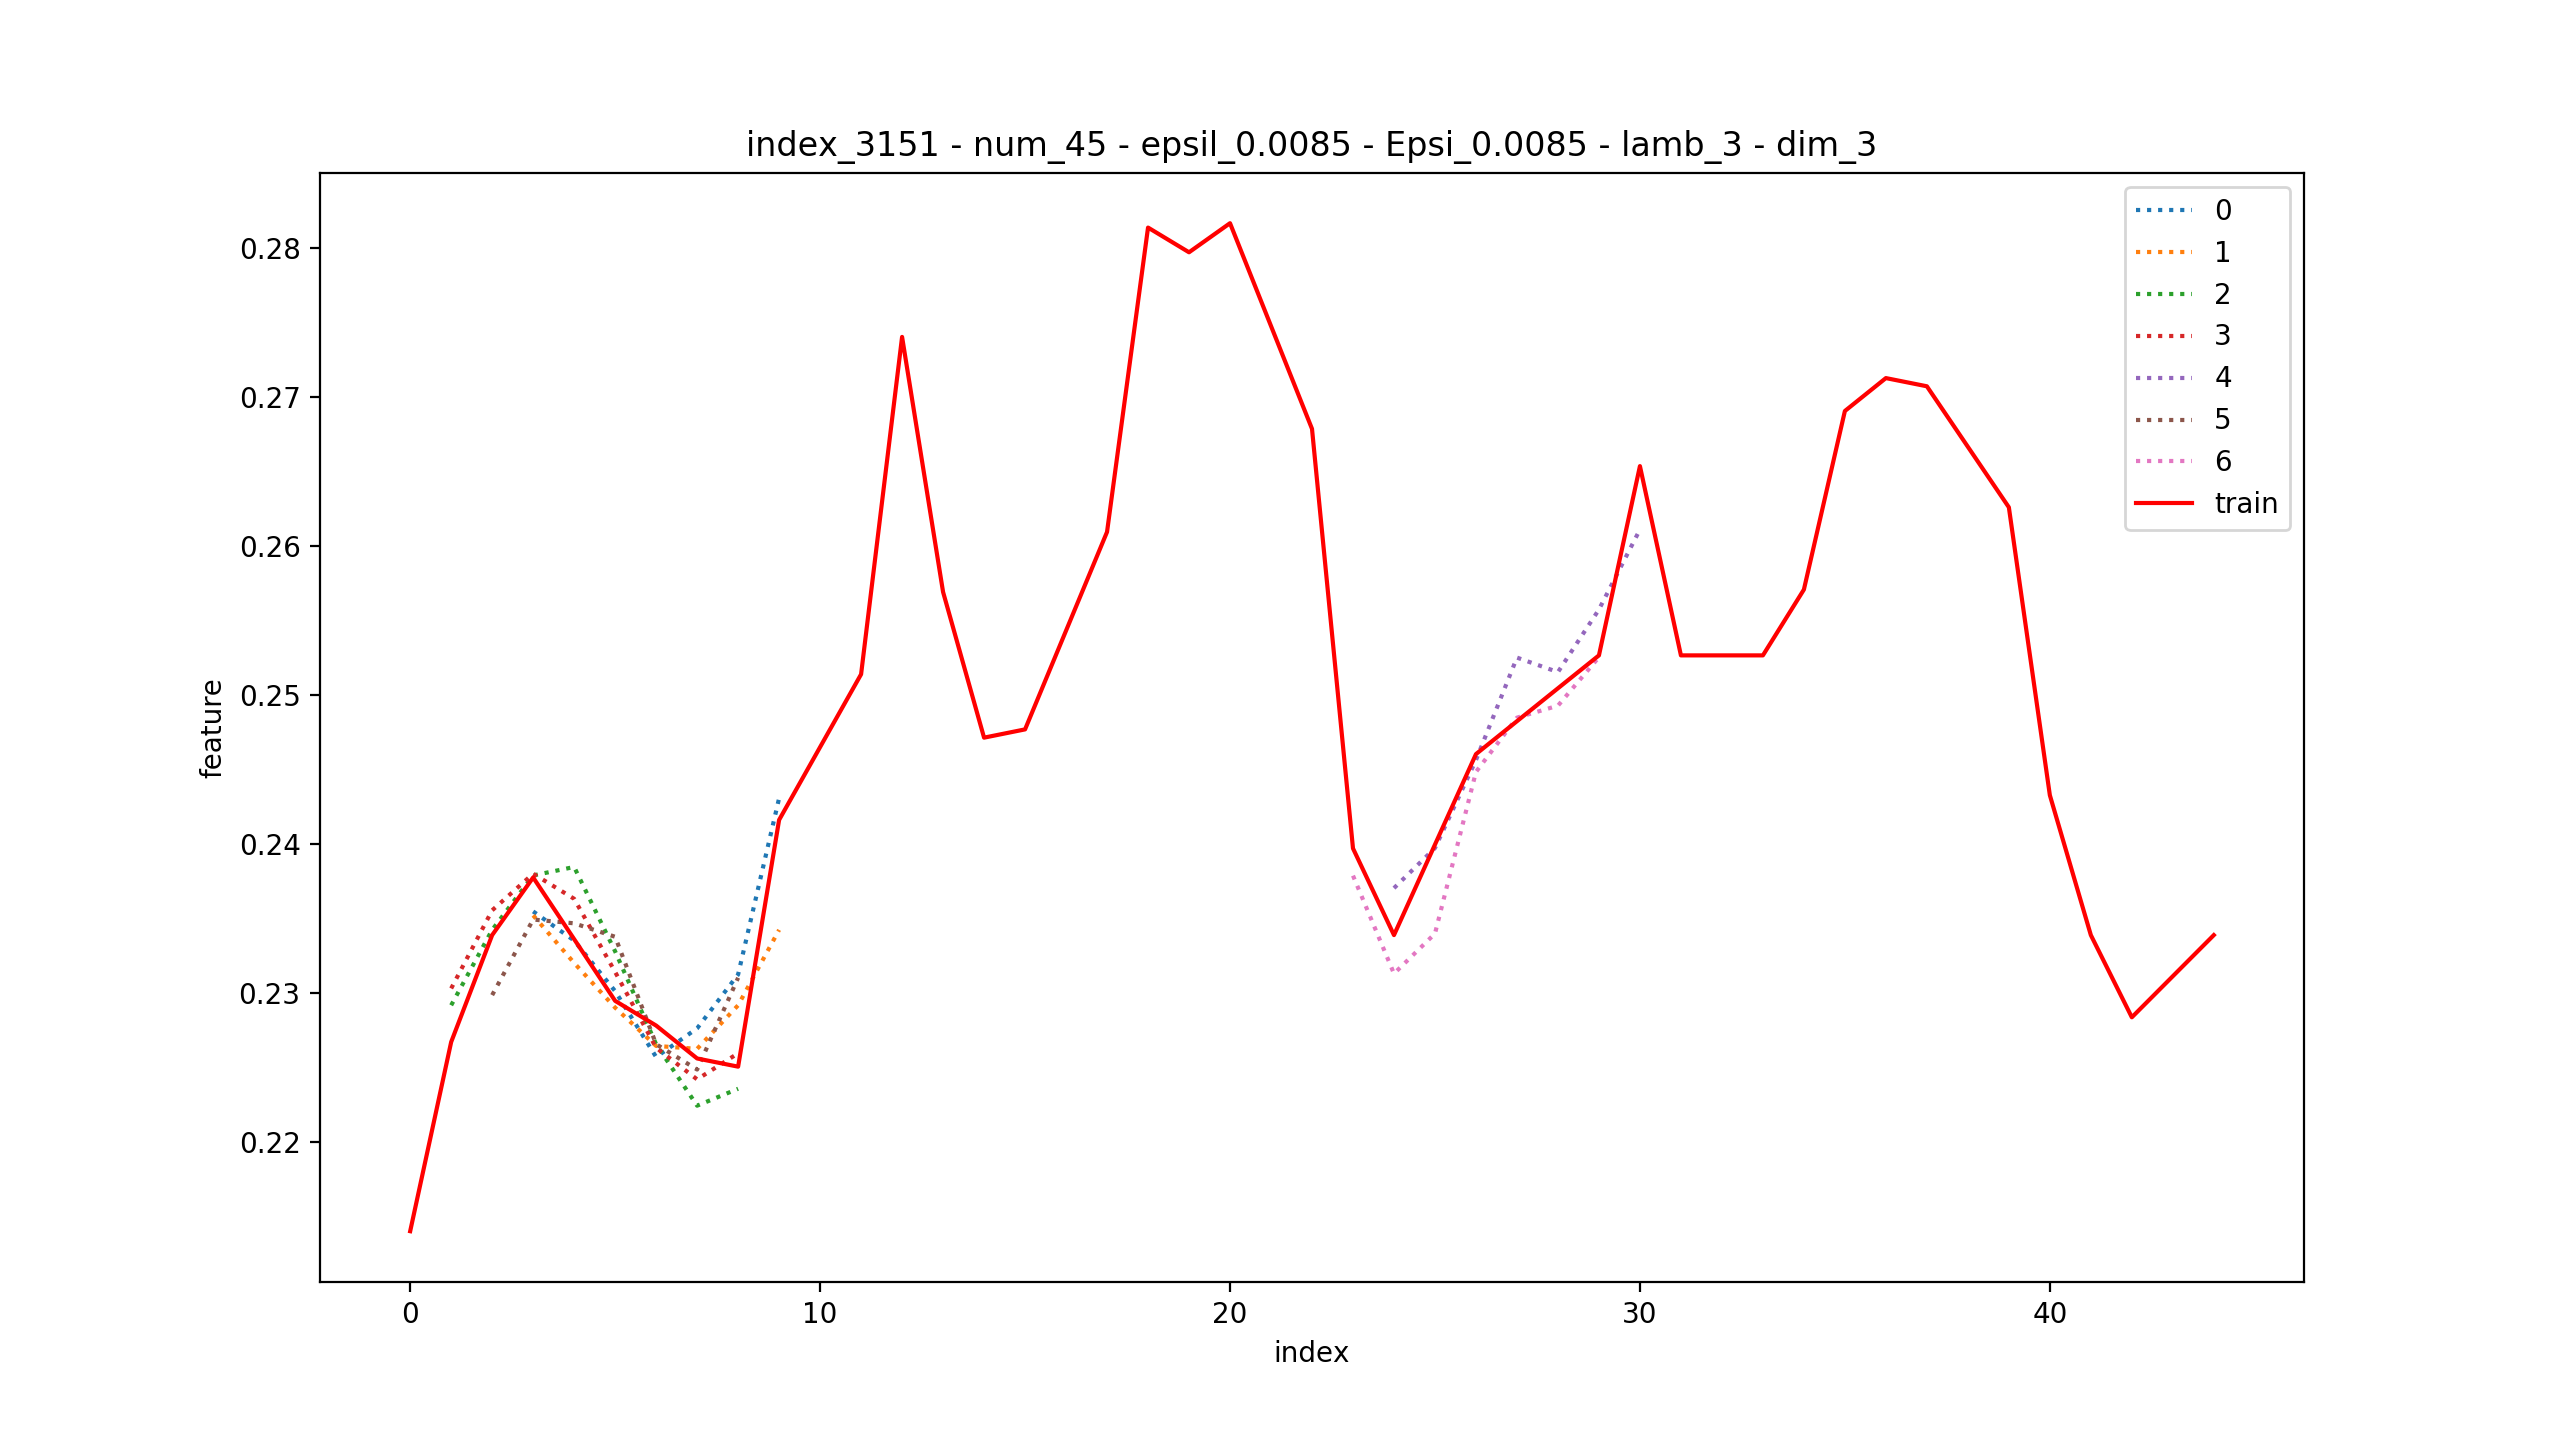 index_3151 - num_45 - epsil_0.0085 - Epsi_0.0085 - lamb_3 - dim_3
0
1
2
3
4
5
6
train
0.28
0.27
0.26
0.25
0.24
0.23
0.22
feature
0 10 20 30 40
index